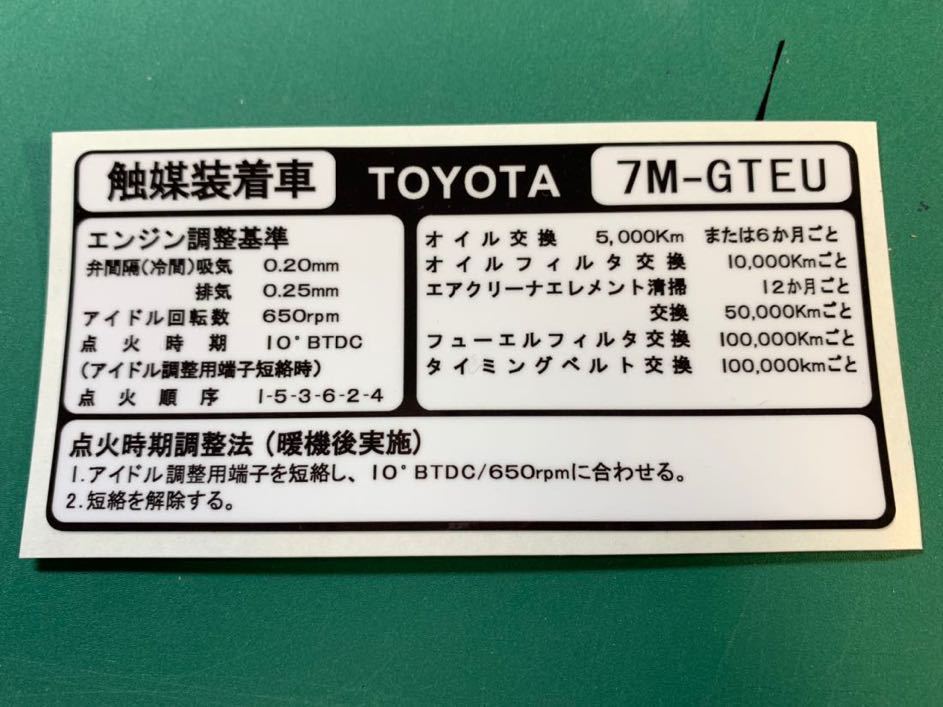 触媒装着車 TOYOTA 7M-GTEU
エンジン調整基準
弁間隔(冷間)吸気 0.20mm
排気 0.25mm
アイドル回転数 650rpm
点火時期 10°BTDC
(アイドル調整用端子短絡時)
点火順序 1-5-3-6-2-4
オイル交換 5,000Km または6か月ごと
オイルフィルタ交換 10,000Kmごと
エアクリーナエレメント清掃 12か月ごと
交換 50,000Kmごと
フューエルフィルタ交換 100,000Kmごと
タイミングベルト交換 100,000kmごと
点火時期調整法(暖機後実施)
1.アイドル調整用端子を短絡し、10°BTDC/650rpmに合わせる。
2.短絡を解除する。